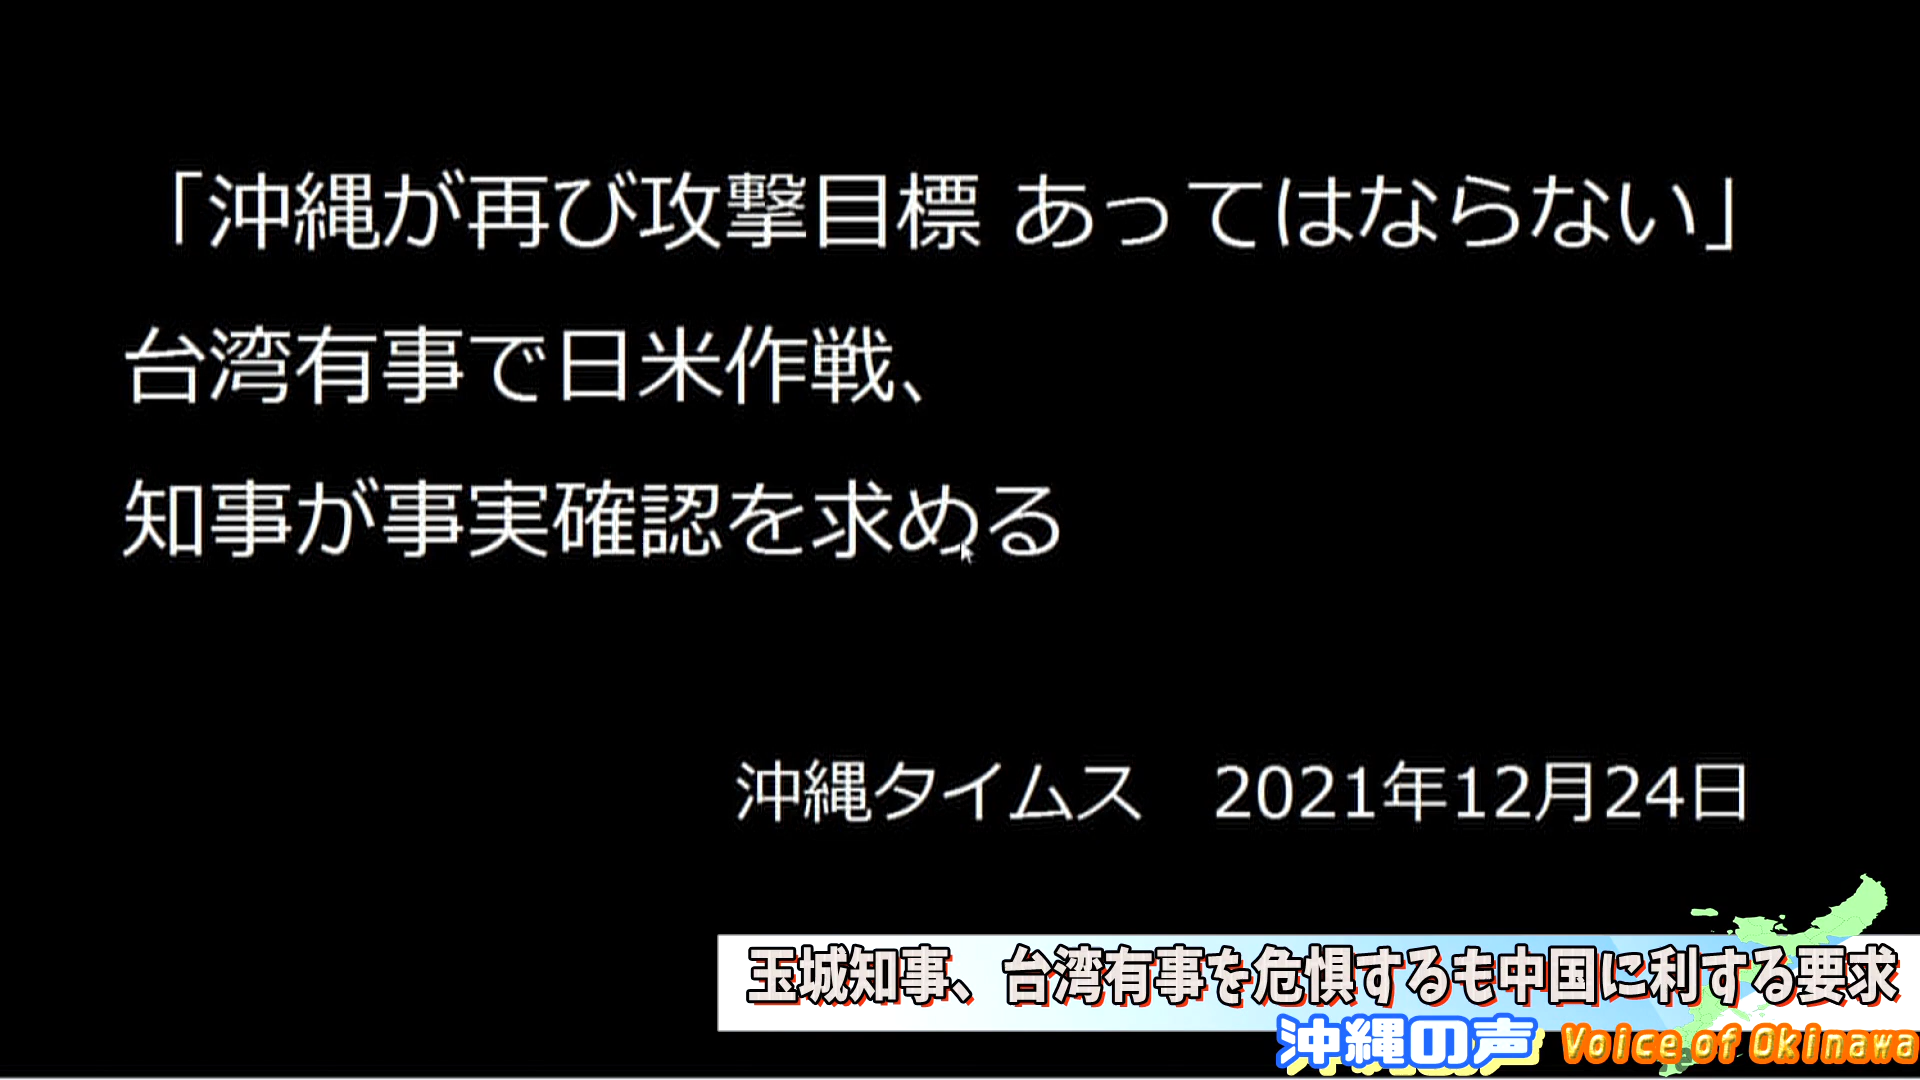 「沖縄が再び攻撃目標 あってはならない」
台湾有事で日米作戦、
知事が事実確認を求める
沖縄タイムス　2021年12月24日
玉城知事、台湾有事を危惧するも中国に利する要求
沖縄の声 Voice of Okinawa